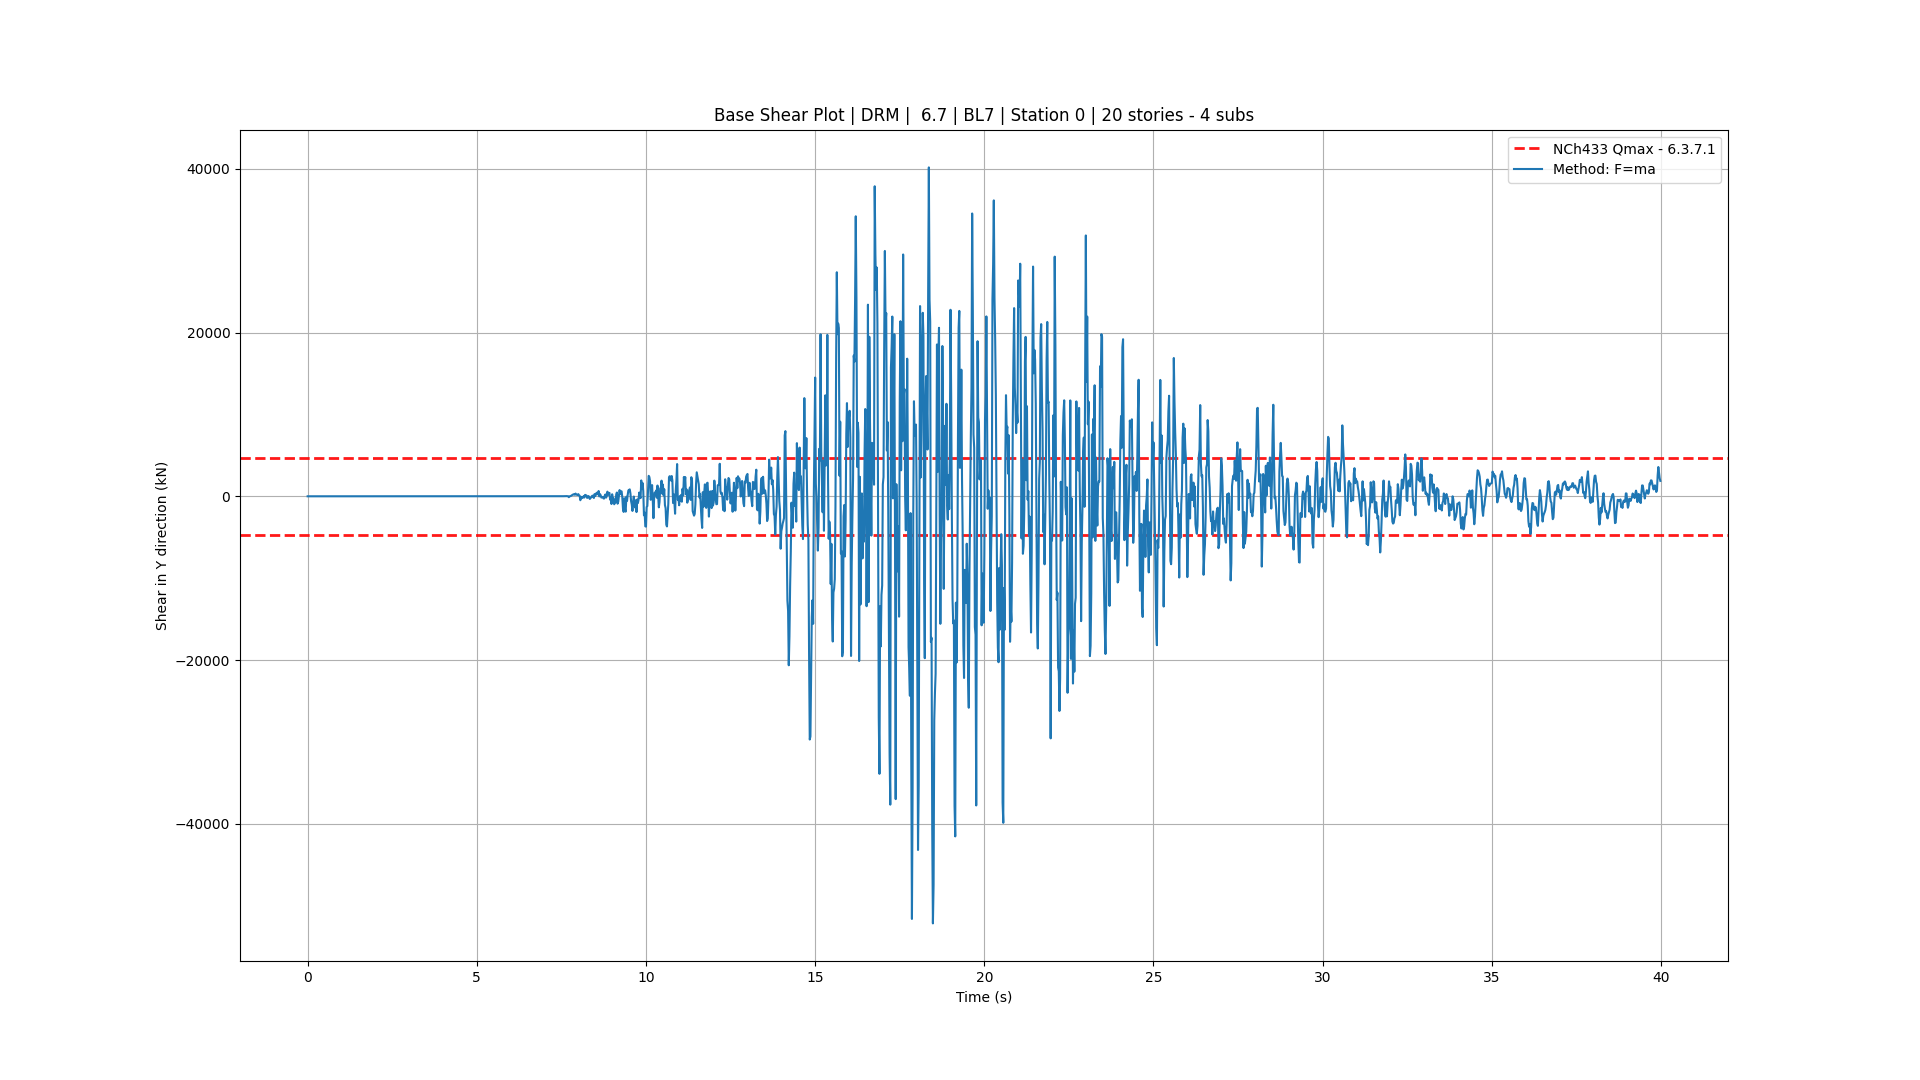 Base Shear Plot | DRM |  6.7 | BL7 | Station 0 | 20 stories - 4 subs
NCh433 Qmax - 6.3.7.1
Method: F=ma
40000
20000
0
−20000
−40000
Shear in Y direction (kN)
0 5 10 15 20 25 30 35 40
Time (s)